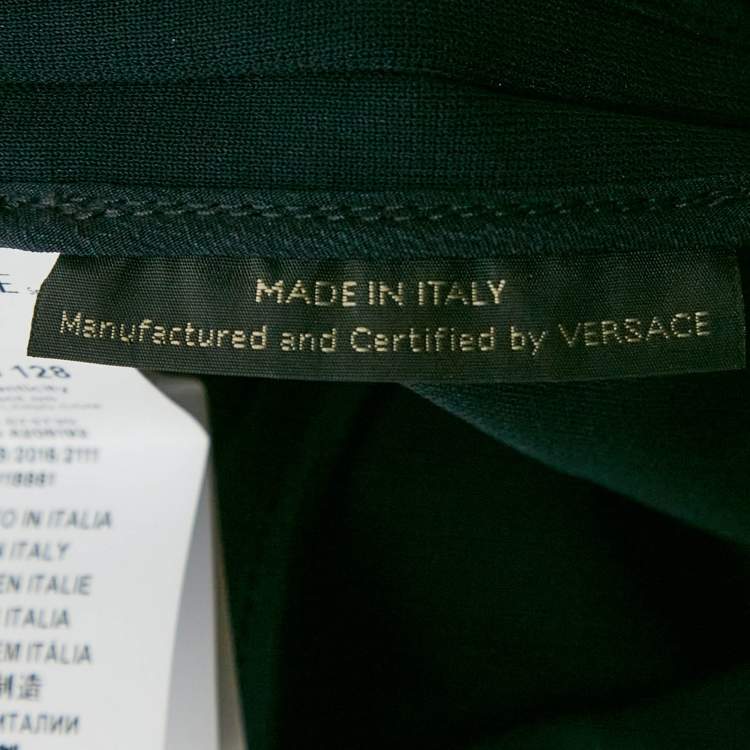 MADE IN ITALY
Manufactured and Certified by VERSACE
128
2016:2111
IN ITALIA
ITALY
EN ITALIE
ITALIA
EM ITÁLIA
制造
ИТАЛИИ